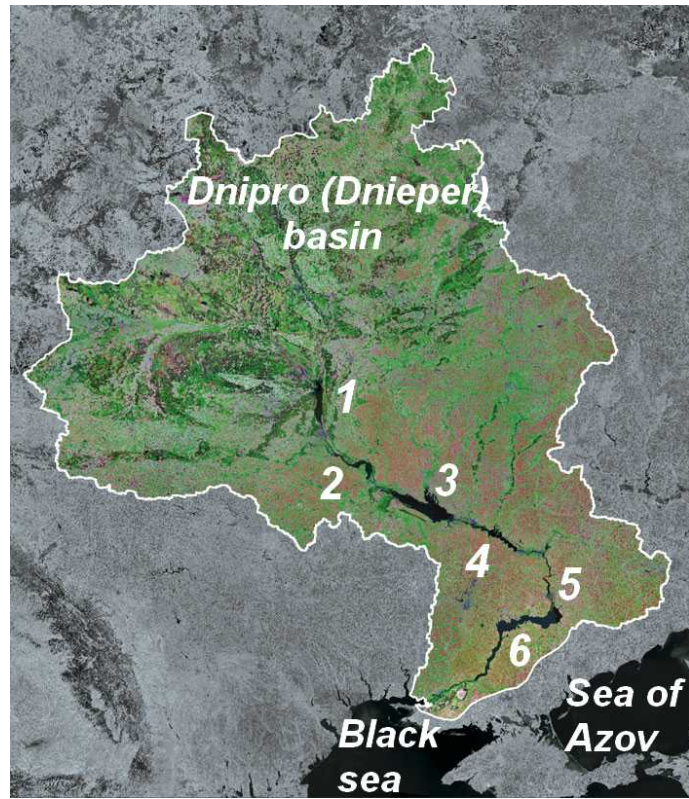 Dnipro (Dnieper)
basin
1
2
3
4
5
6
Black
sea
Sea of
Azov